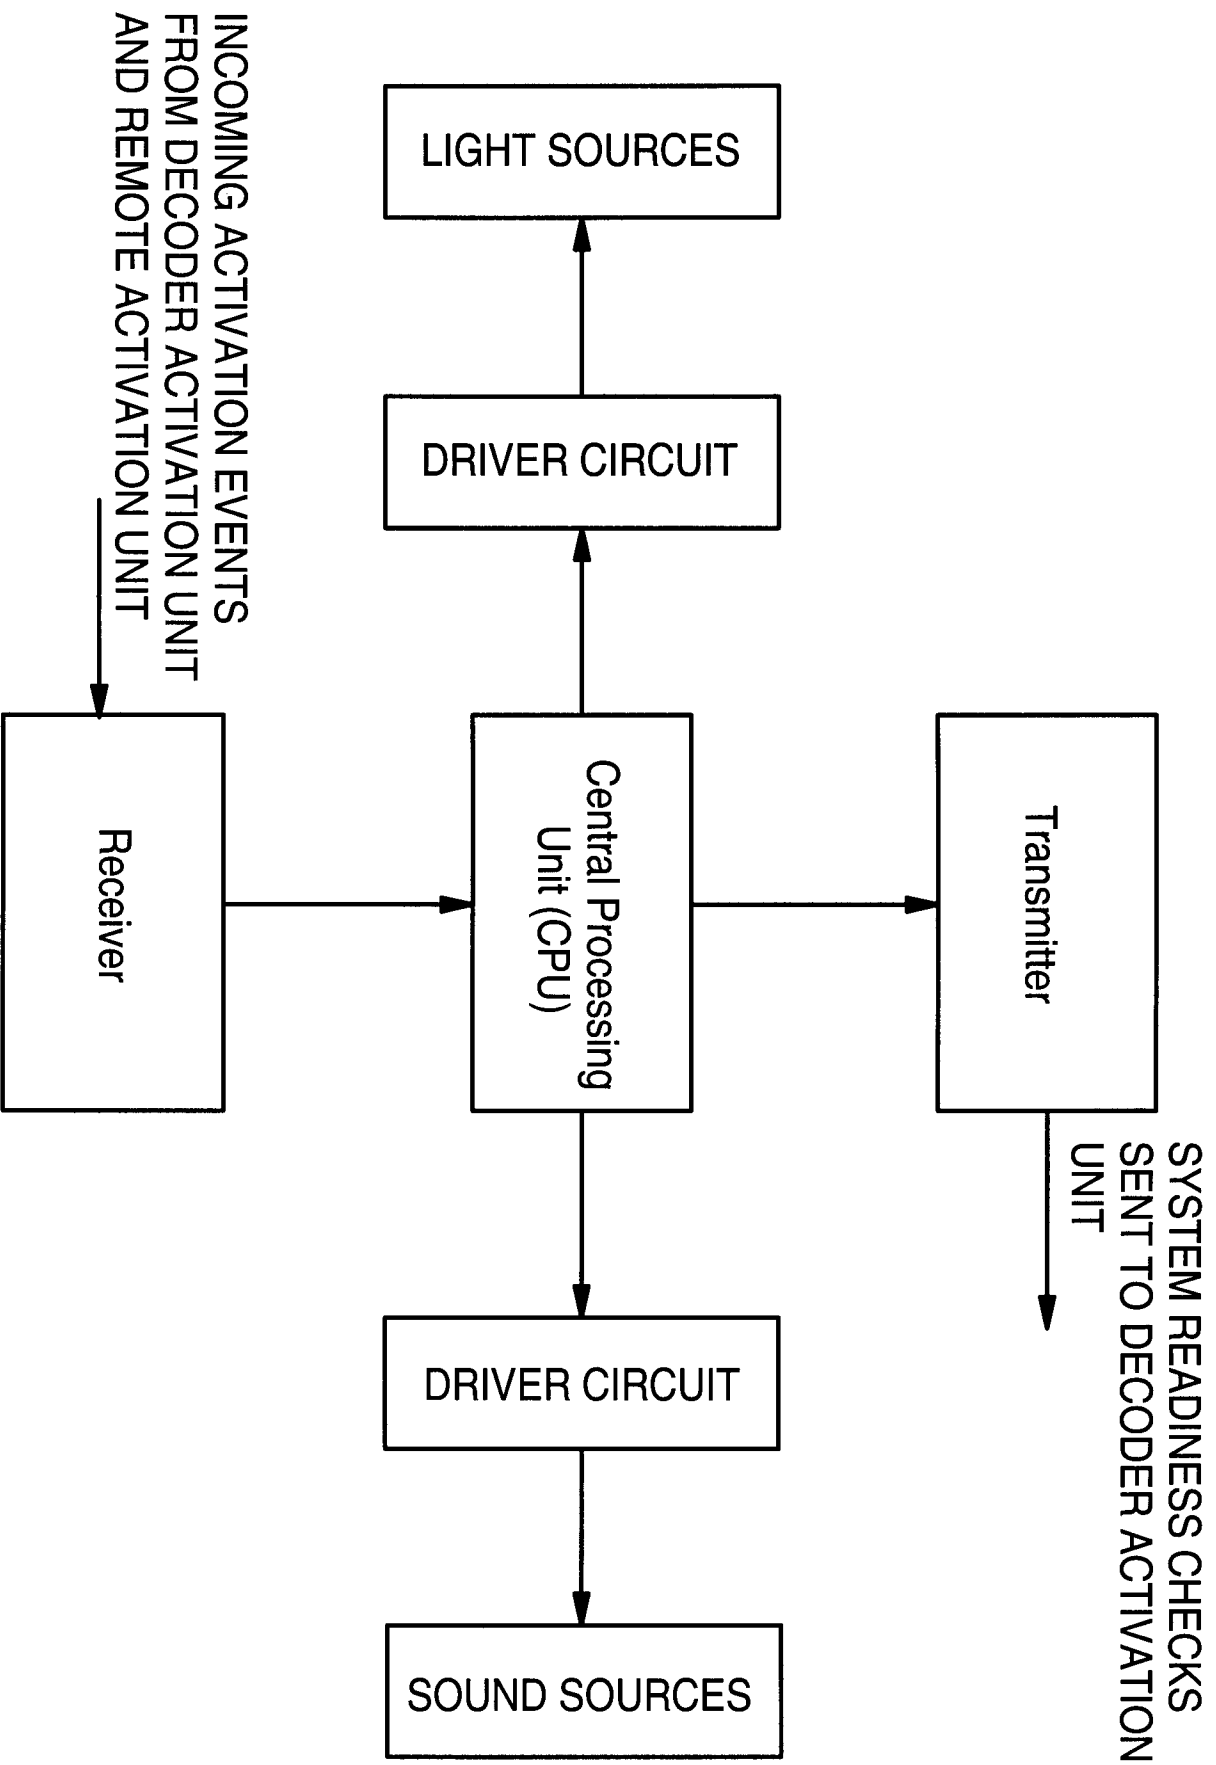 LIGHT SOURCES
DRIVER CIRCUIT
INCOMING ACTIVATION EVENTS
FROM DECODER ACTIVATION UNIT
AND REMOTE ACTIVATION UNIT
Receiver
Central Processing
Unit (CPU)
Transmitter
SYSTEM READINESS CHECKS
SENT TO DECODER ACTIVATION
UNIT
DRIVER CIRCUIT
SOUND SOURCES